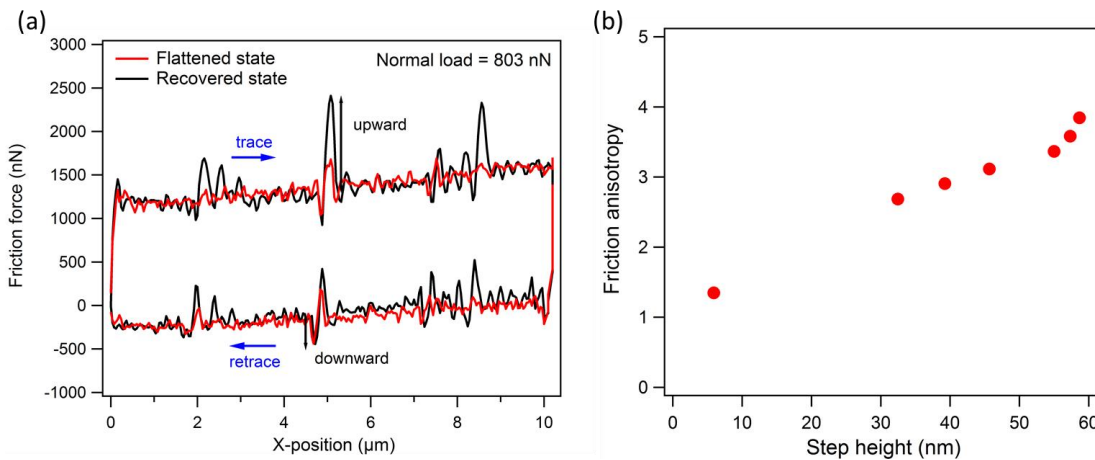 (a)
Flattened state
Recovered state
Normal load = 803 nN
trace
upward
downward
retrace
Friction force (nN)
3000
2500
2000
1500
1000
500
0
-500
-1000
0
2
4
6
8
10
X-position (µm)
(b)
Friction anisotropy
5
4
3
2
1
0
0
10
20
30
40
50
60
Step height (nm)